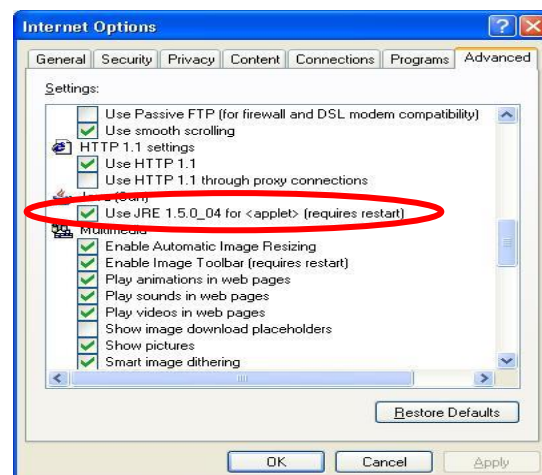 Internet Options
General Security Privacy Content Connections Programs Advanced
Settings:
Use Passive FTP (for firewall and DSL modem compatibility)
Use smooth scrolling
HTTP 1.1 settings
Use HTTP 1.1
Use HTTP 1.1 through proxy connections
Java (Sun)
Use JRE 1.5.0_04 for <applet> (requires restart)
Multimedia
Enable Automatic Image Resizing
Enable Image Toolbar (requires restart)
Play animations in web pages
Play sounds in web pages
Play videos in web pages
Show image download placeholders
Show pictures
Smart image dithering
Restore Defaults
OK Cancel Apply